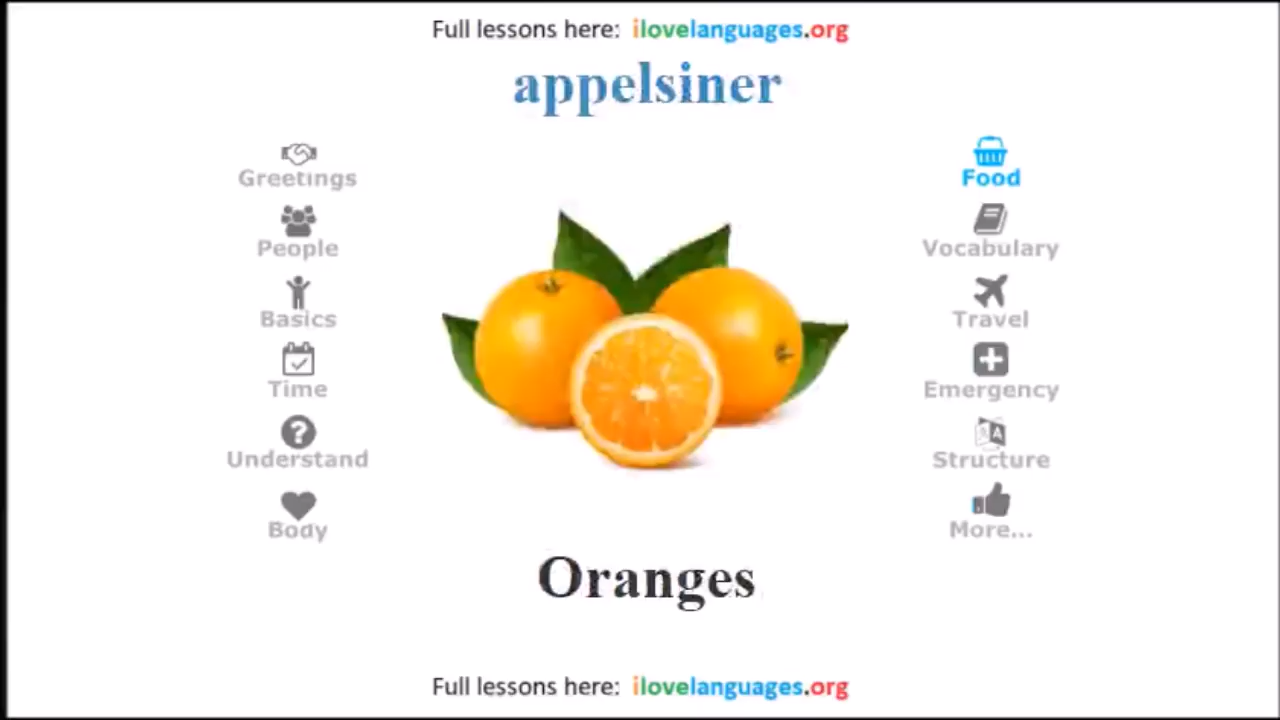 Full lessons here: ilovelanguages.org
appelsiner
Greetings
People
Basics
Time
Understand
Body
Food
Vocabulary
Travel
Emergency
Structure
More...
Oranges
Full lessons here: ilovelanguages.org